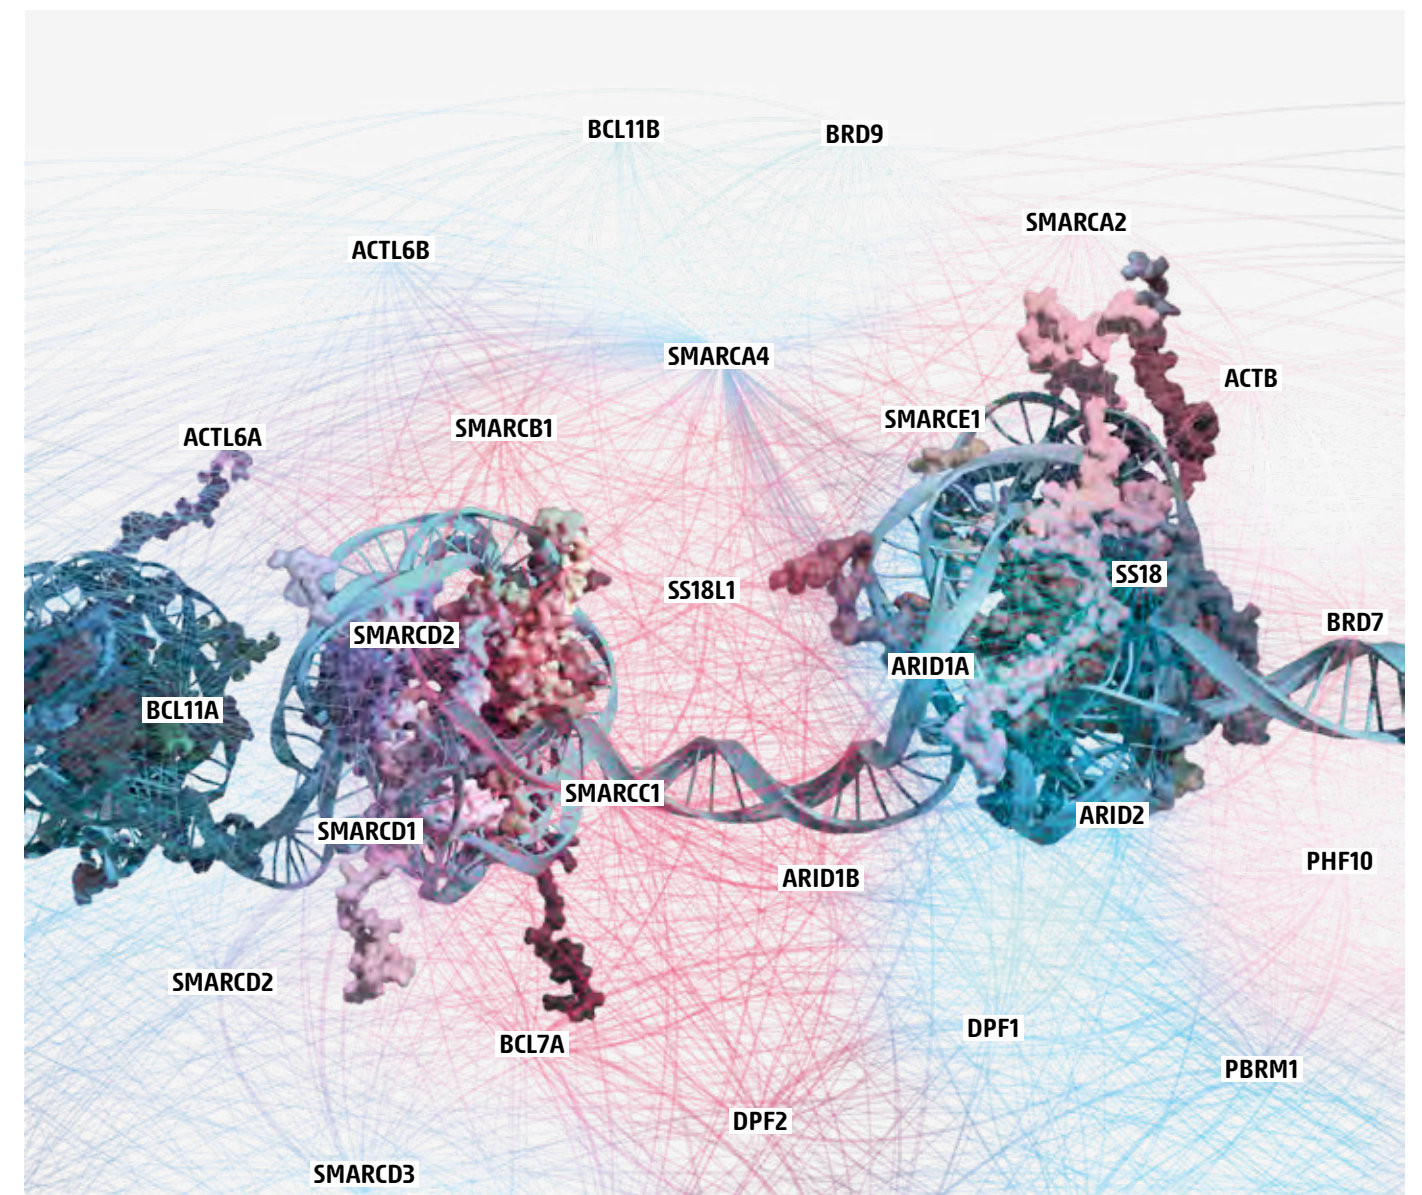 BCL11B
BRD9
SMARCA2
ACTL6B
SMARCA4
ACTB
SMARCE1
SMARCB1
ACTL6A
SS18
SS18L1
BRD7
SMARCD2
ARID1A
BCL11A
SMARCC1
ARID2
SMARCD1
PHF10
ARID1B
SMARCD2
DPF1
BCL7A
PBRM1
DPF2
SMARCD3